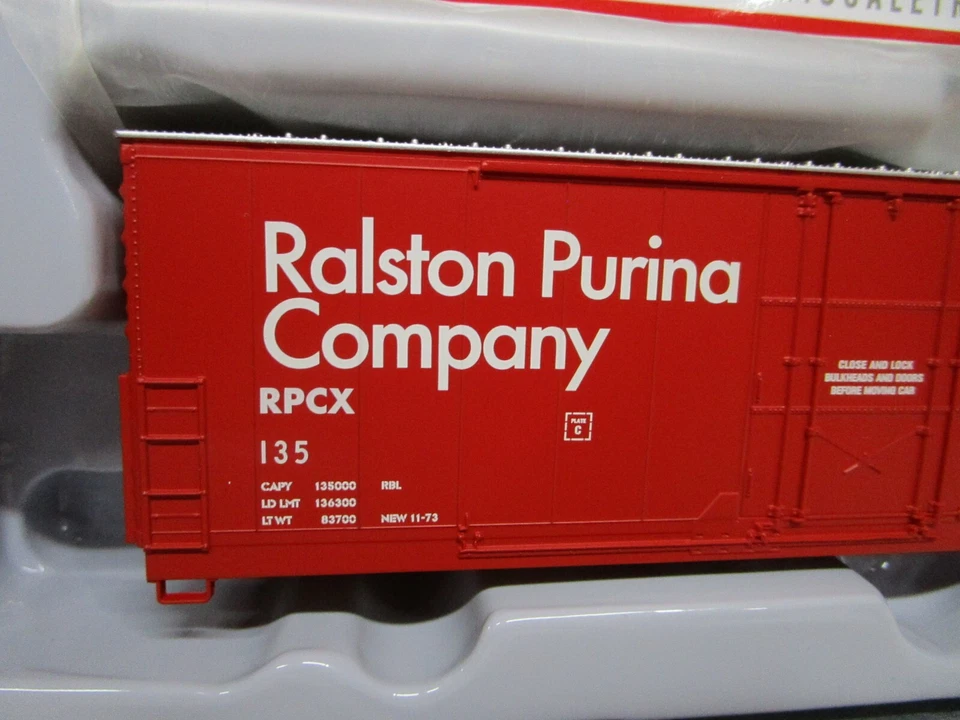 Ralston Purina
Company
RPCX
135
CAPY 135000 RBL
LD LMT 136300
LT WT 83700 NEW 11-73
PLATE
C
CLOSE AND LOCK
BULKHEADS AND DOORS
BEFORE MOVING CAR